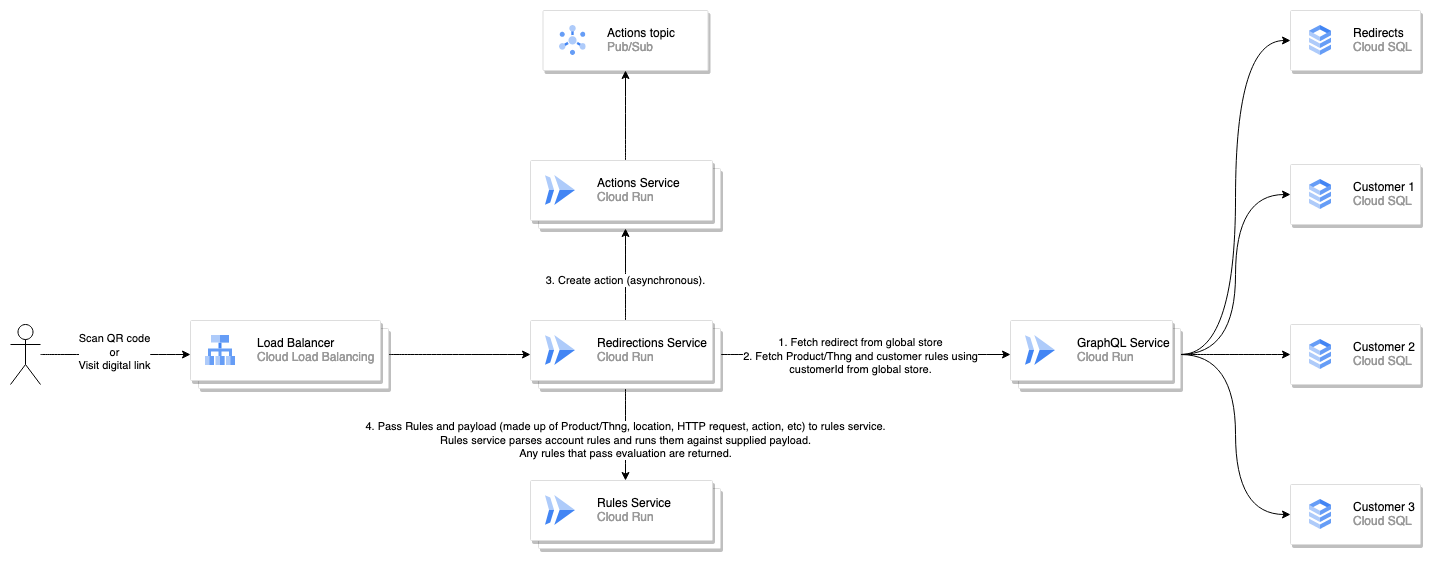 Actions topic
Pub/Sub
Redirects
Cloud SQL
Actions Service
Cloud Run
Customer 1
Cloud SQL
3. Create action (asynchronous).
Scan QR code
or
Visit digital link
Load Balancer
Cloud Load Balancing
Redirections Service
Cloud Run
1. Fetch redirect from global store
2. Fetch Product/Thng and customer rules using
customerId from global store.
GraphQL Service
Cloud Run
Customer 2
Cloud SQL
4. Pass Rules and payload (made up of Product/Thng, location, HTTP request, action, etc) to rules service.
Rules service parses account rules and runs them against supplied payload.
Any rules that pass evaluation are returned.
Rules Service
Cloud Run
Customer 3
Cloud SQL